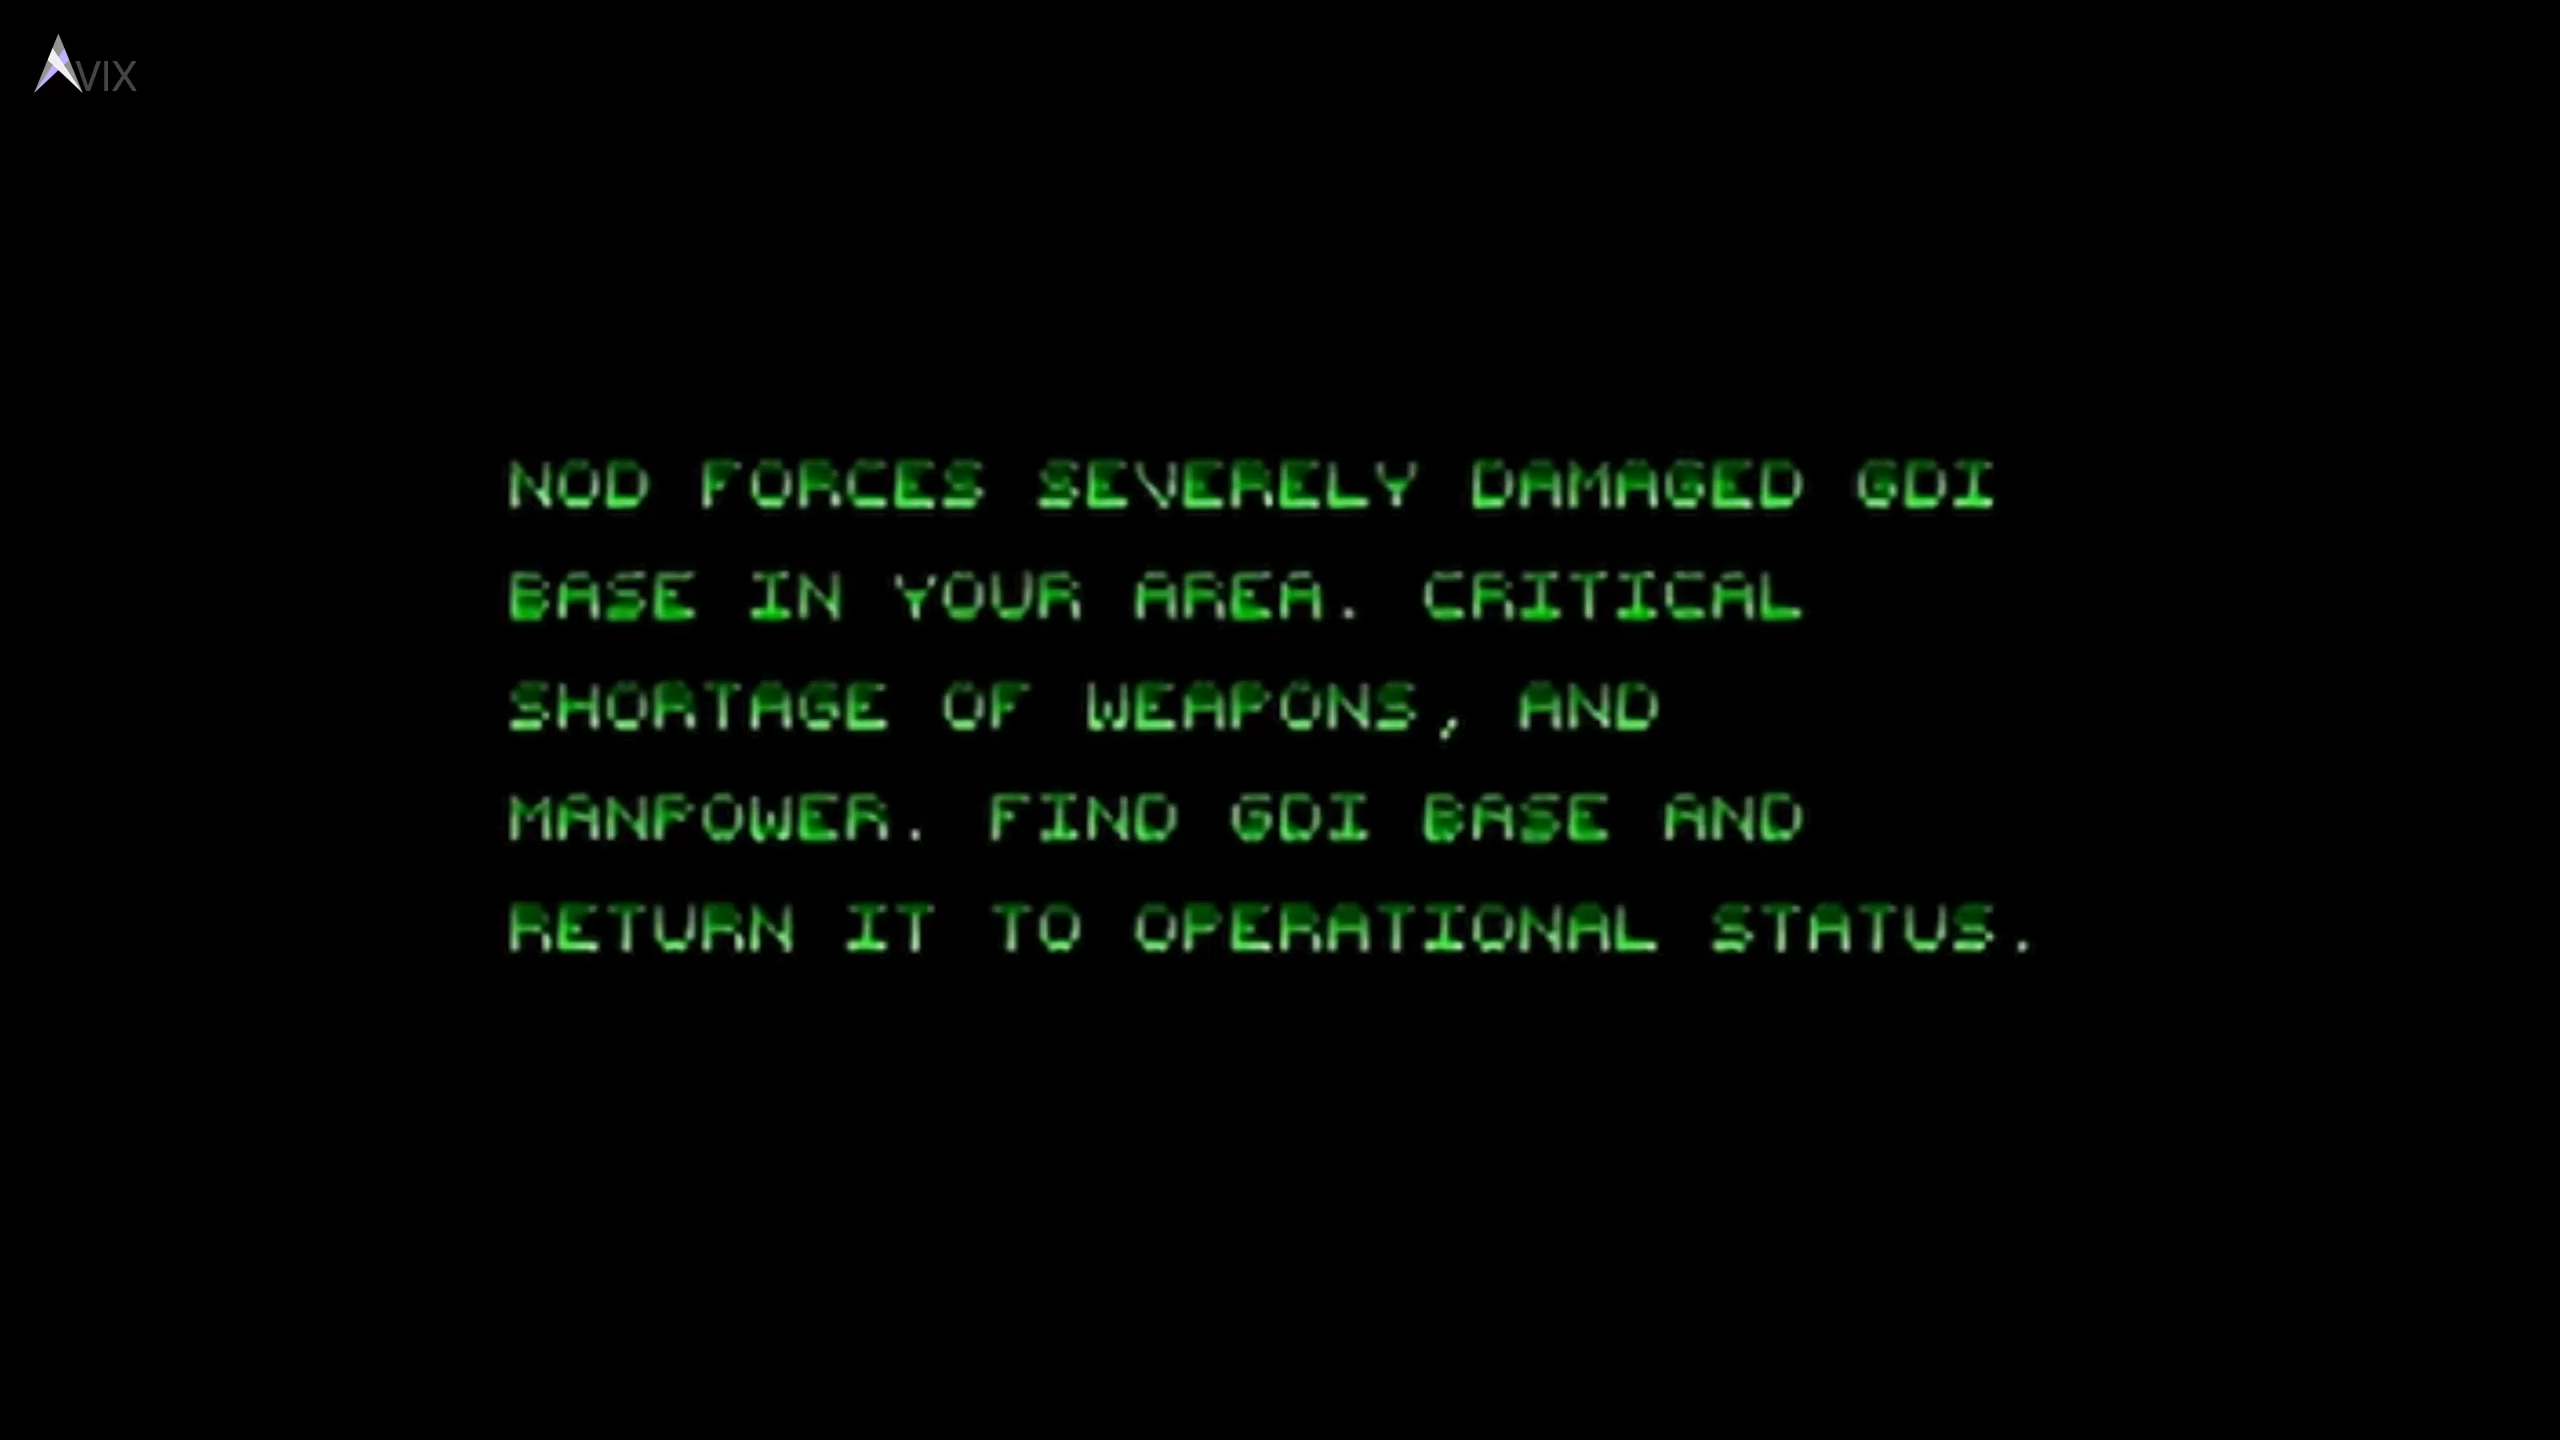 AVIX
NOD FORCES SEVERELY DAMAGED GDI
BASE IN YOUR AREA. CRITICAL
SHORTAGE OF WEAPONS, AND
MANPOWER. FIND GDI BASE AND
RETURN IT TO OPERATIONAL STATUS.